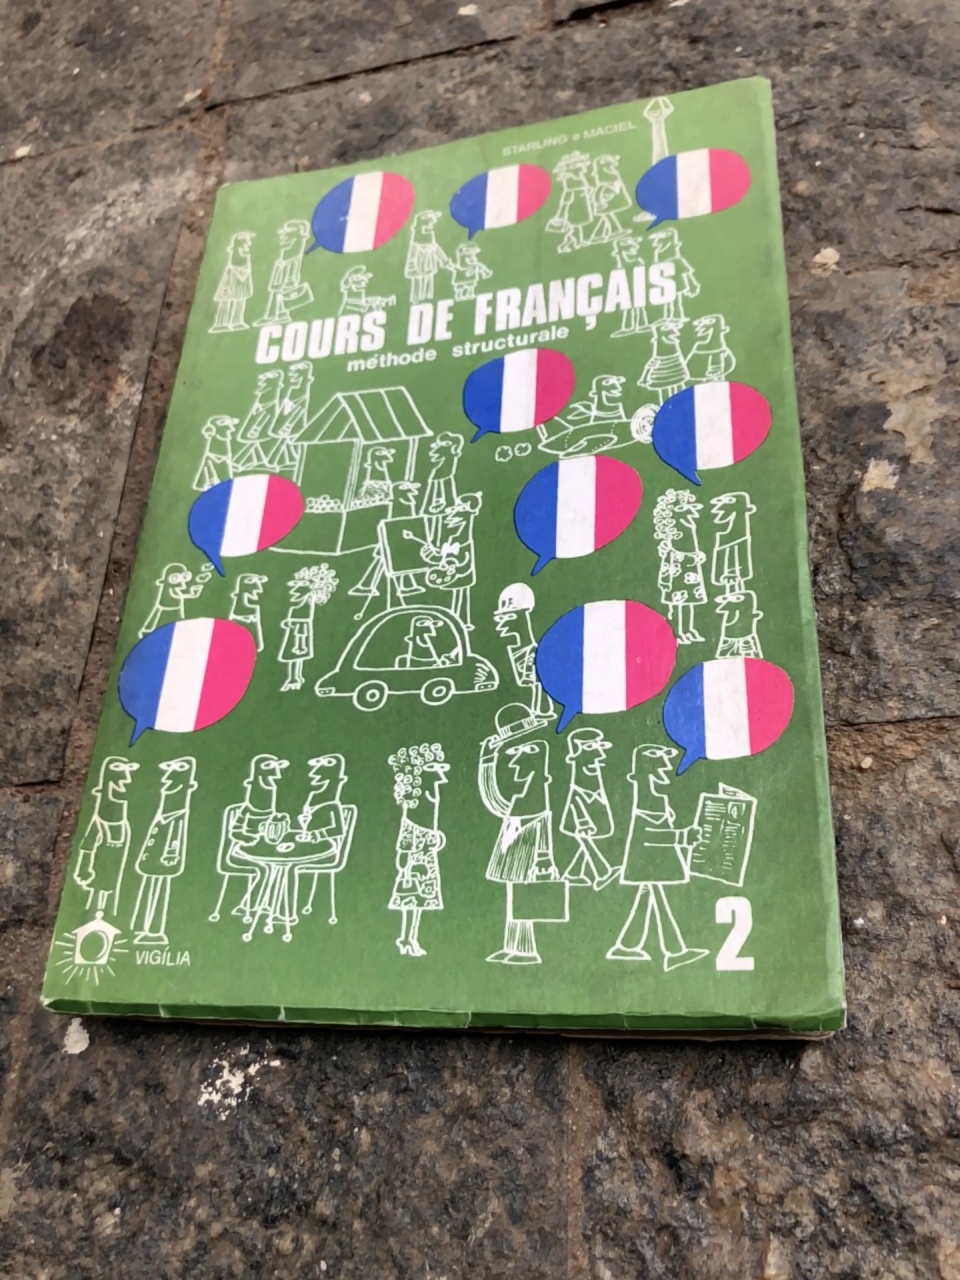 STARLING e MACIEL
COURS DE FRANÇAIS
méthode structurale
VIGÍLIA
2